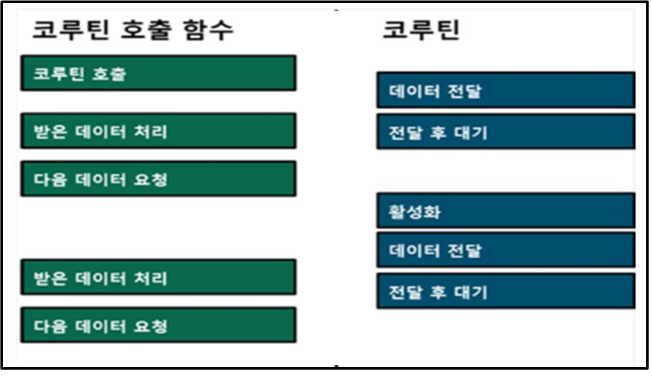 코루틴 호출 함수
코루틴 호출
받은 데이터 처리
다음 데이터 요청
받은 데이터 처리
다음 데이터 요청
코루틴
데이터 전달
전달 후 대기
활성화
데이터 전달
전달 후 대기